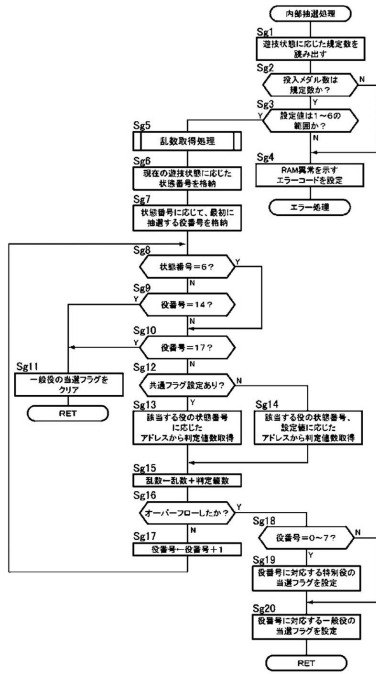 内部抽選処理
Sg1
遊技状態に応じた規定数を
読み出す
Sg2
投入メダル数は
規定数か？
N
Y
Sg3
設定値は1～6の
範囲か？
Y
N
Sg4
RAM異常を示す
エラーコードを設定
エラー処理
Sg5
乱数取得処理
Sg6
現在の遊技状態に応じた
状態番号を格納
Sg7
状態番号に応じて、最初に
抽選する役番号を格納
Sg8
状態番号＝6？
Y
N
Sg9
役番号＝14？
Y
N
Sg10
役番号＝17？
Y
N
Sg11
一般役の当選フラグを
クリア
RET
Sg12
共通フラグ設定あり？
N
Y
Sg13
該当する役の状態番号
に応じた
アドレスから判定値数取得
Sg14
該当する役の状態番号、
設定値に応じた
アドレスから判定値数取得
Sg15
乱数←乱数＋判定値数
Sg16
オーバーフローしたか？
Y
N
Sg17
役番号←役番号＋1
Sg18
役番号＝0～7？
N
Y
Sg19
役番号に対応する特別役の
当選フラグを設定
Sg20
役番号に対応する一般役の
当選フラグを設定
RET